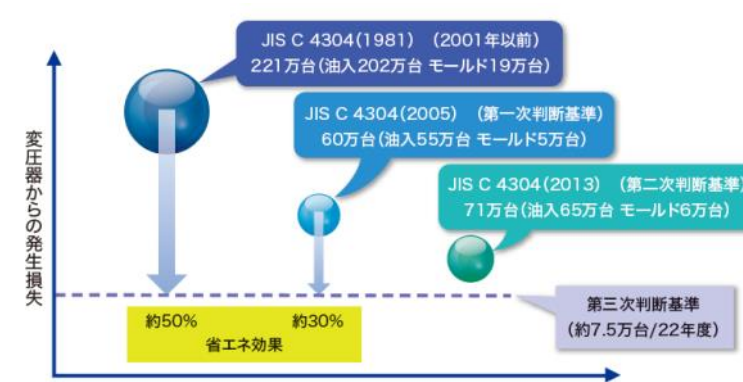 JIS C 4304(1981) (2001年以前)
221万台(油入202万台 モールド19万台)
JIS C 4304(2005) (第一次判断基準)
60万台(油入55万台 モールド5万台)
JIS C 4304(2013) (第二次判断基準)
71万台(油入65万台 モールド6万台)
変圧器からの発生損失
第三次判断基準
(約7.5万台/22年度)
約50% 約30%
省エネ効果